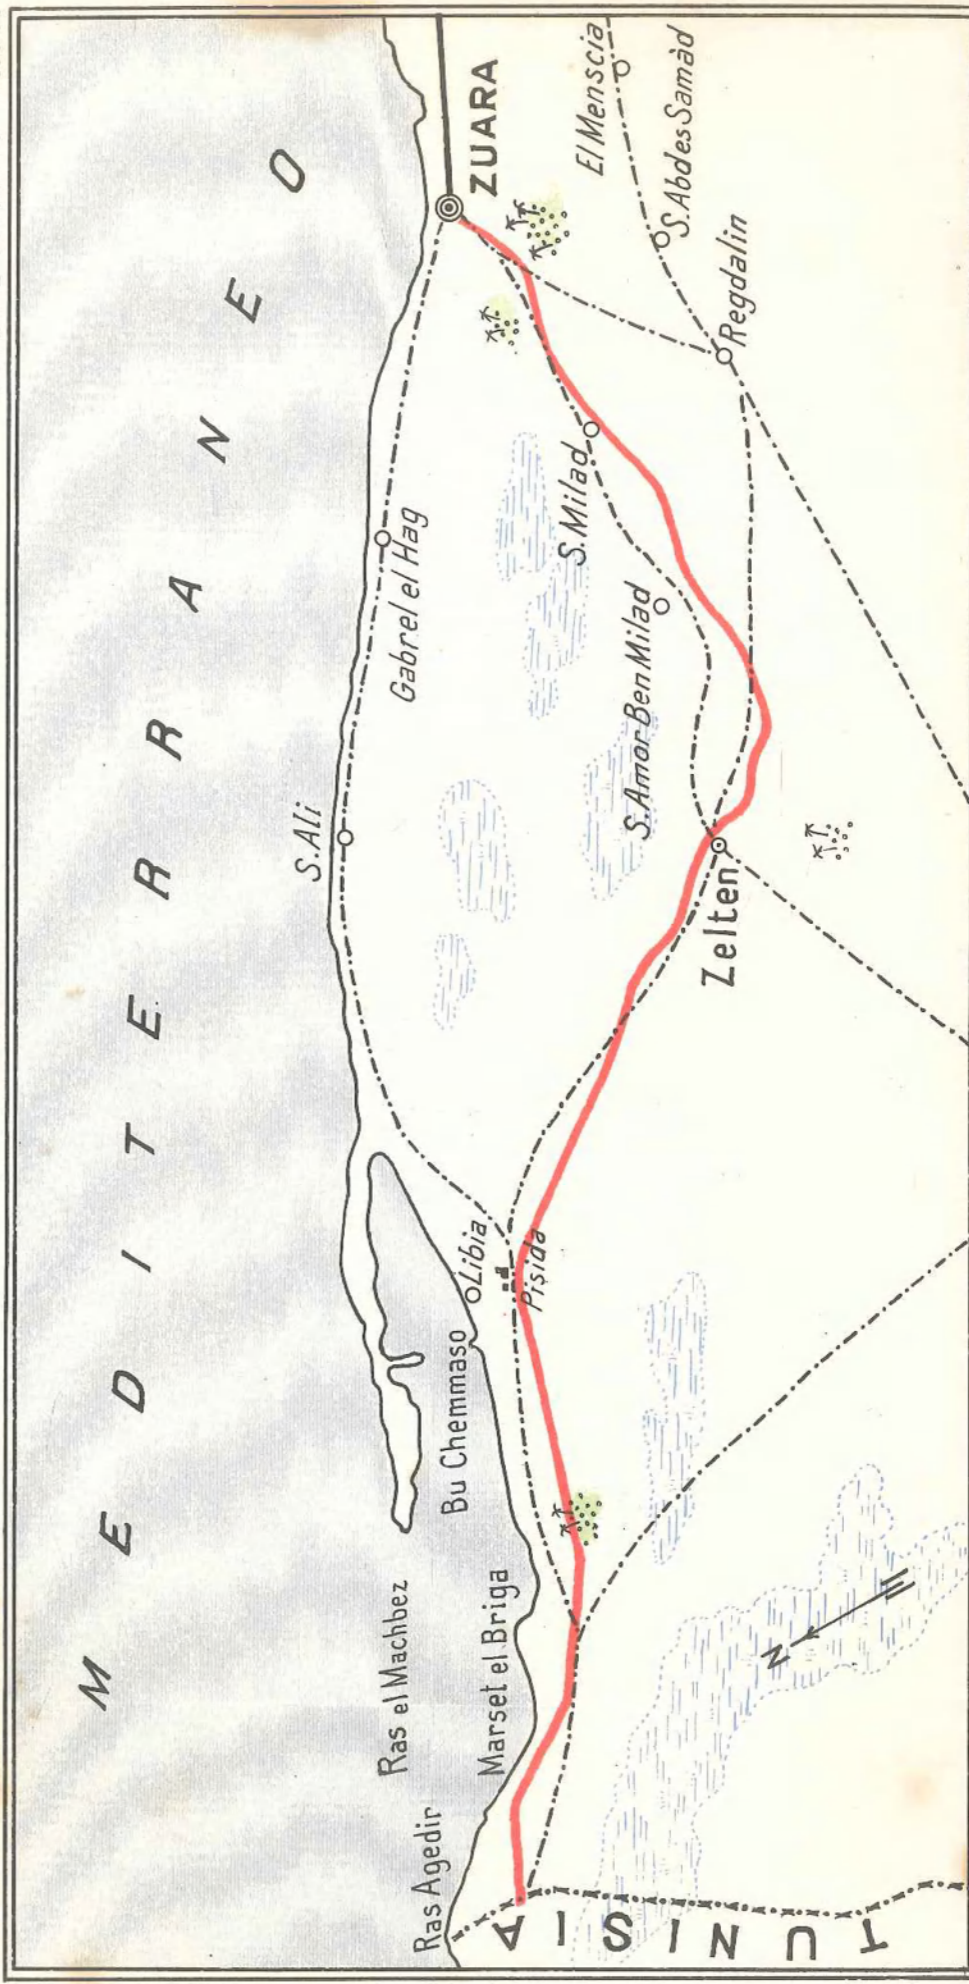 MEDITERRANEO
ZUARA
El Menscia
S. Abdes Samàd
Regdalin
S. Milad
Gabrel el Hag
S. Amor Ben Milad
S. Ali
Zelten
Libia
Pisida
Bu Chemmaso
Ras el Machbez
Marset el Briga
Ras Agedir
TUNISIA
N